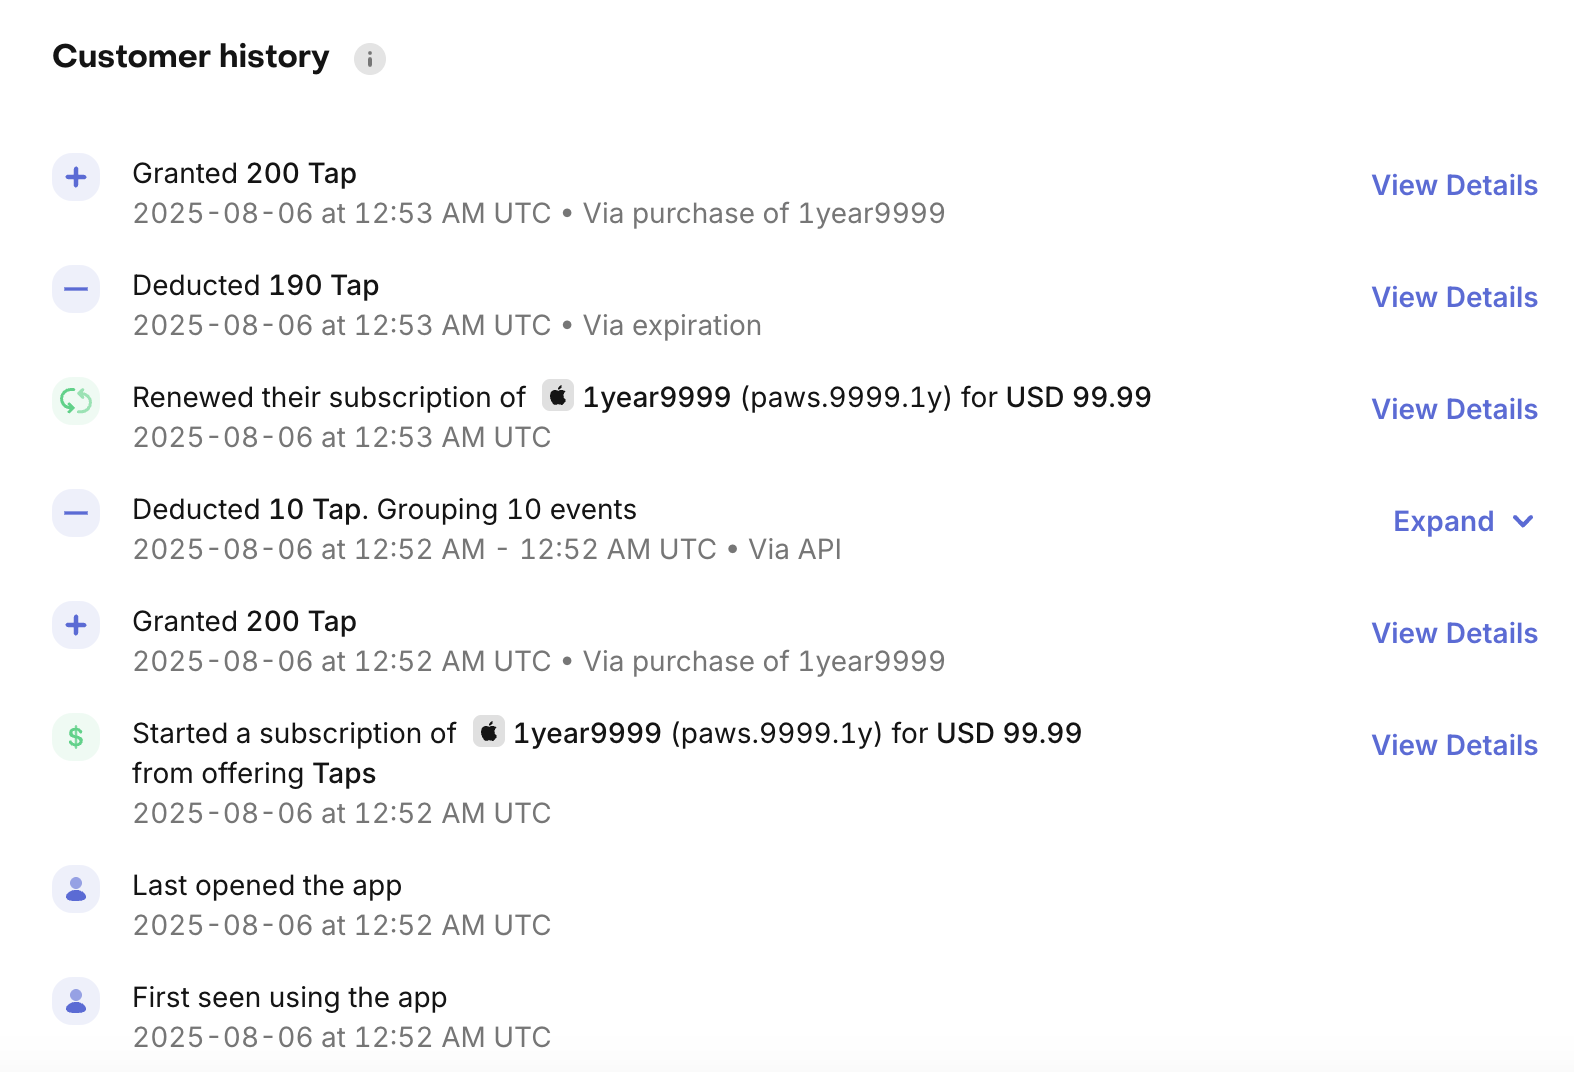 Customer history
Granted 200 Tap
View Details
2025-08-06 at 12:53 AM UTC • Via purchase of 1year9999
Deducted 190 Tap
View Details
2025-08-06 at 12:53 AM UTC • Via expiration
Renewed their subscription of 1year9999 (paws.9999.1y) for USD 99.99
View Details
2025-08-06 at 12:53 AM UTC
Deducted 10 Tap. Grouping 10 events
Expand
2025-08-06 at 12:52 AM - 12:52 AM UTC • Via API
Granted 200 Tap
View Details
2025-08-06 at 12:52 AM UTC • Via purchase of 1year9999
Started a subscription of 1year9999 (paws.9999.1y) for USD 99.99
View Details
from offering Taps
2025-08-06 at 12:52 AM UTC
Last opened the app
2025-08-06 at 12:52 AM UTC
First seen using the app
2025-08-06 at 12:52 AM UTC